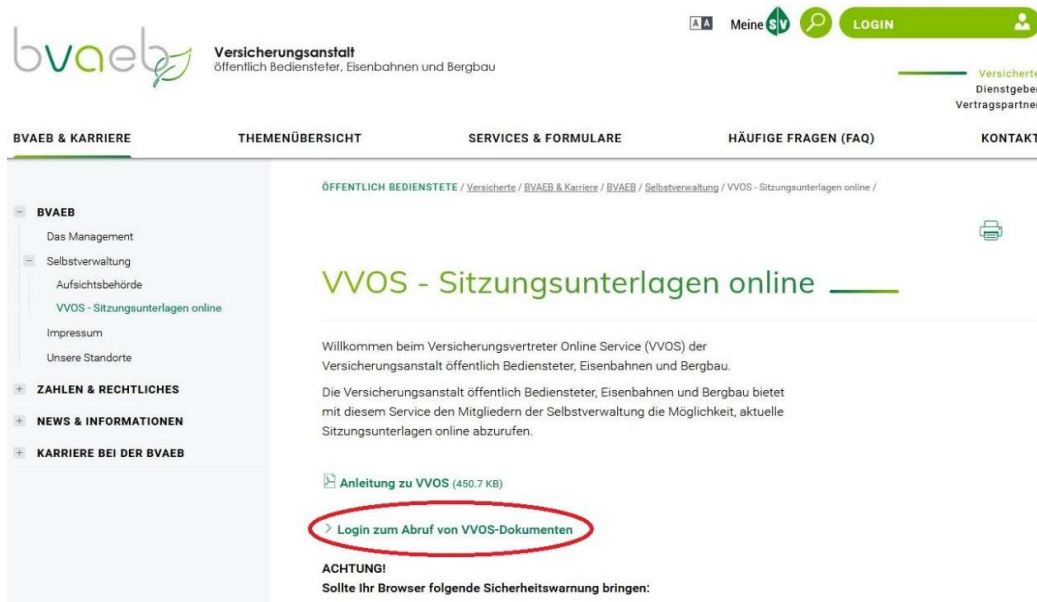 bvaeb
Versicherungsanstalt
öffentlich Bediensteter, Eisenbahnen und Bergbau
A A
Meine SV
LOGIN
Versicherte
Dienstgeber
Vertragspartner
BVAEB & KARRIERE
THEMENÜBERSICHT
SERVICES & FORMULARE
HÄUFIGE FRAGEN (FAQ)
KONTAKT
ÖFFENTLICH BEDIENSTETE / Versicherte / BVAEB & Karriere / BVAEB / Selbstverwaltung / VVOS - Sitzungsunterlagen online /
BVAEB
Das Management
Selbstverwaltung
Aufsichtsbehörde
VVOS - Sitzungsunterlagen online
Impressum
Unsere Standorte
ZAHLEN & RECHTLICHES
NEWS & INFORMATIONEN
KARRIERE BEI DER BVAEB
VVOS - Sitzungsunterlagen online
Willkommen beim Versicherungsvertreter Online Service (VVOS) der
Versicherungsanstalt öffentlich Bediensteter, Eisenbahnen und Bergbau.
Die Versicherungsanstalt öffentlich Bediensteter, Eisenbahnen und Bergbau bietet
mit diesem Service den Mitgliedern der Selbstverwaltung die Möglichkeit, aktuelle
Sitzungsunterlagen online abzurufen.
Anleitung zu VVOS (450.7 KB)
> Login zum Abruf von VVOS-Dokumenten
ACHTUNG!
Sollte Ihr Browser folgende Sicherheitswarnung bringen: